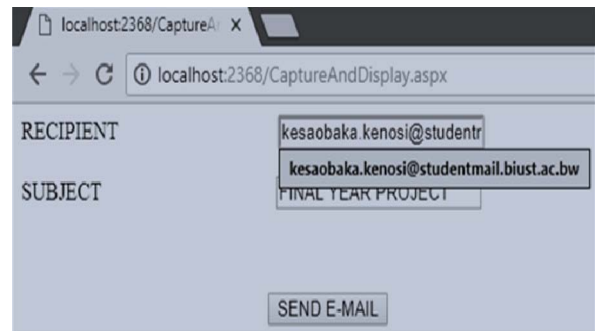 localhost:2368/CaptureA
localhost:2368/CaptureAndDisplay.aspx
RECIPIENT kesaobaka.kenosi@studentr
kesaobaka.kenosi@studentmail.biust.ac.bw
SUBJECT FINAL YEAR PROJECT
SEND E-MAIL